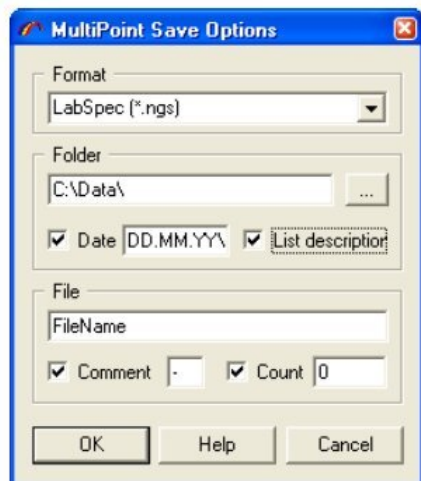 MultiPoint Save Options
Format
LabSpec (*.ngs)
Folder
C:\Data\ ...
Date DD.MM.YY\ List description
File
FileName
Comment - Count 0
OK Help Cancel